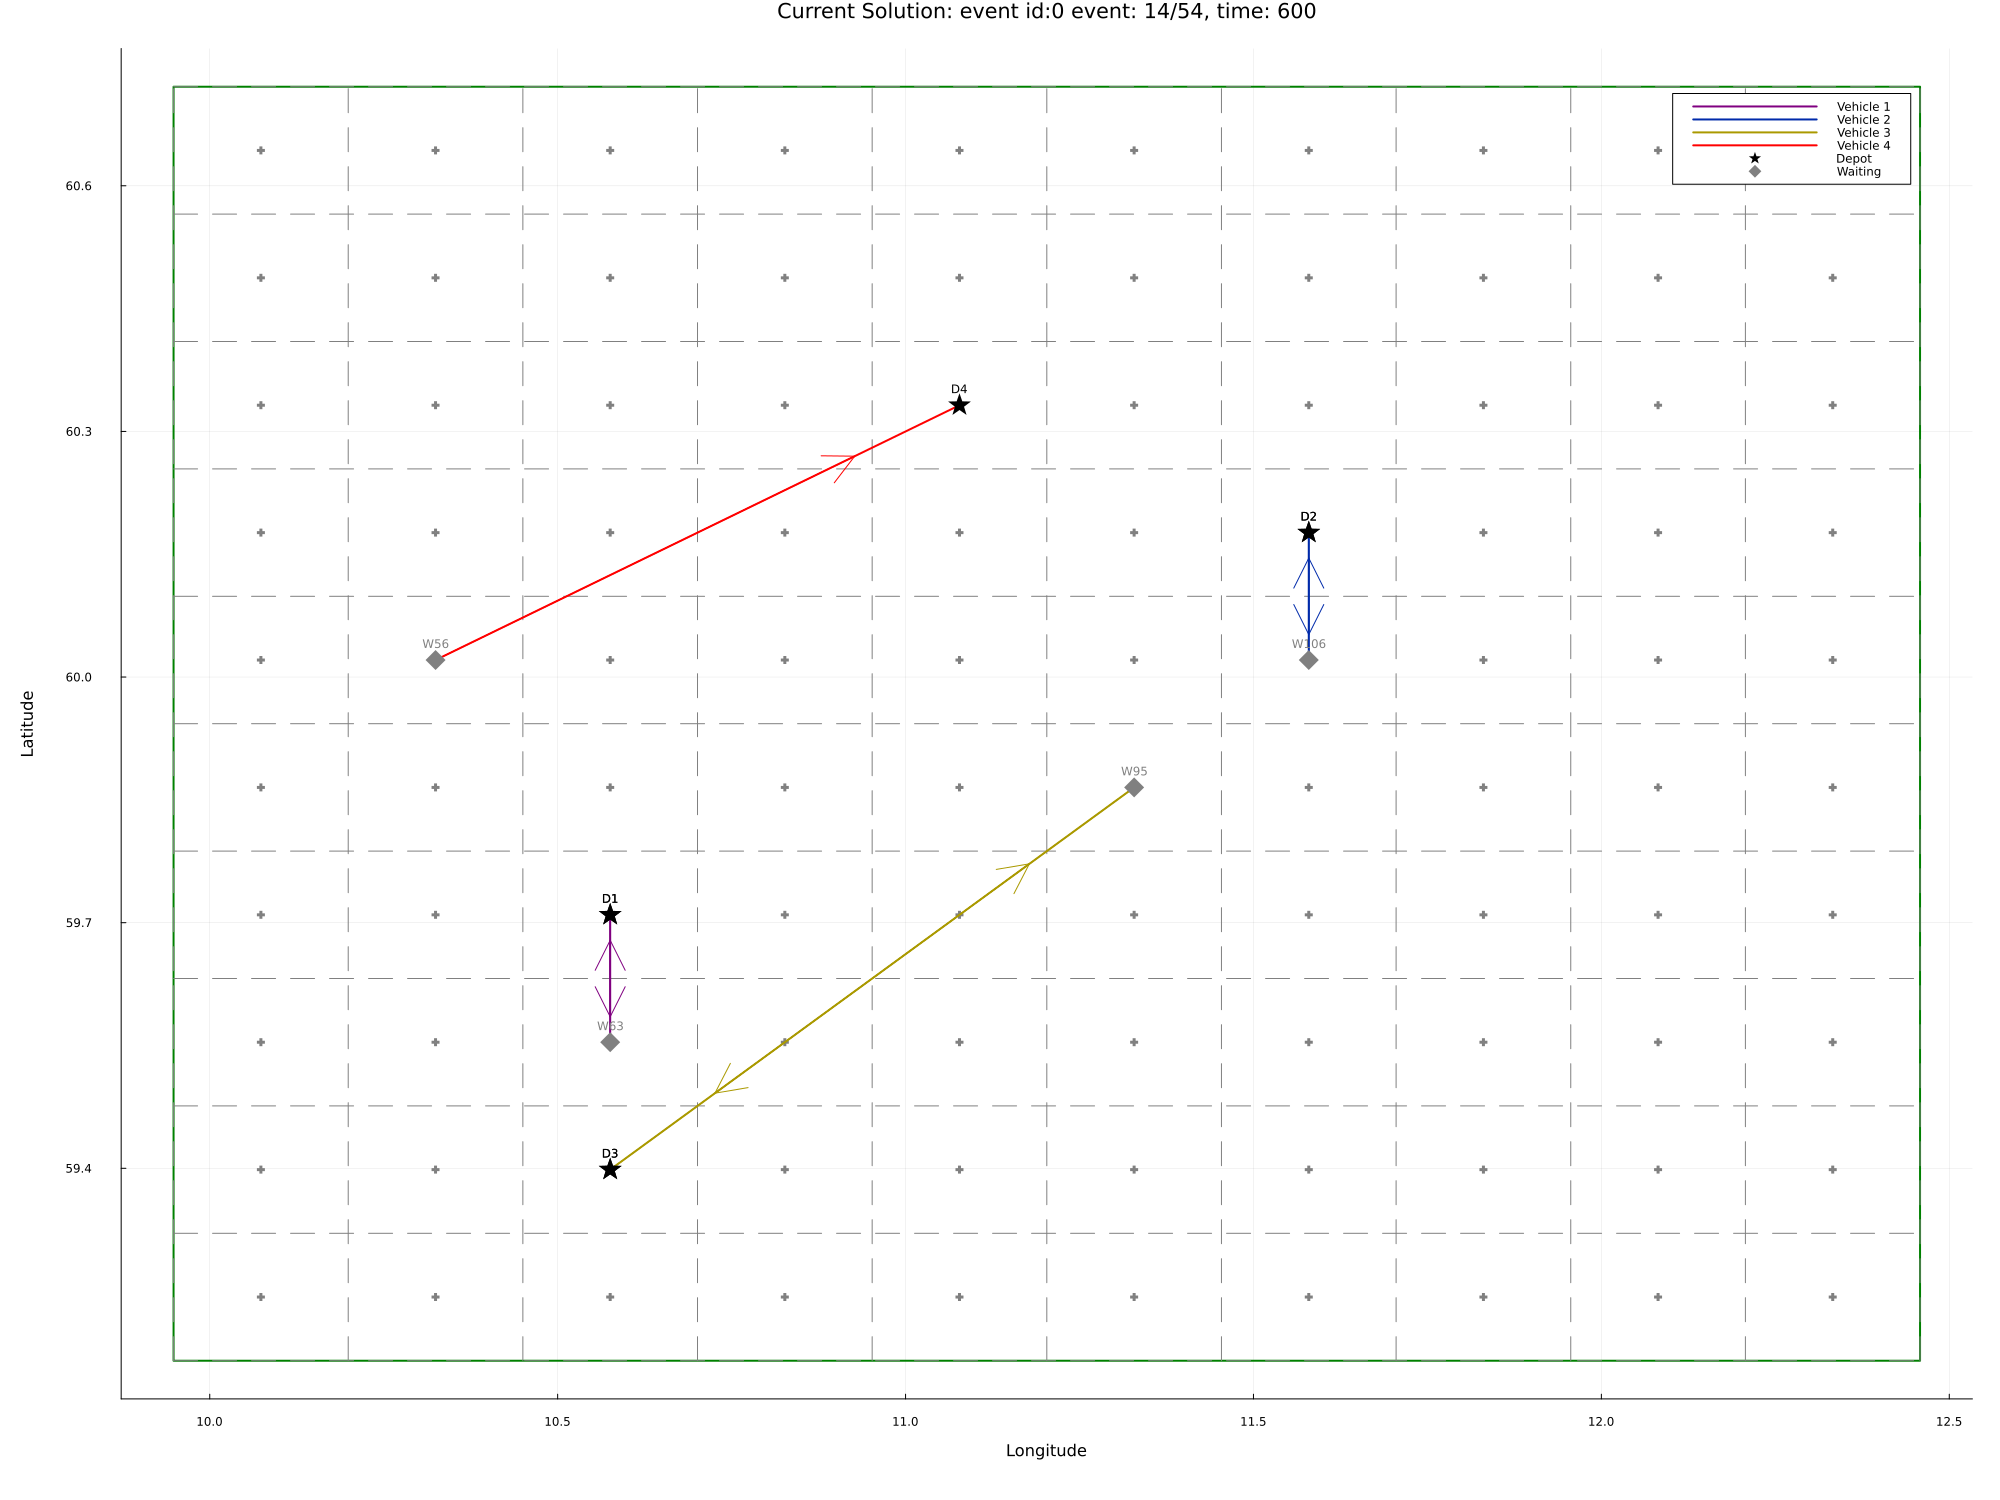 Current Solution: event id:0 event: 14/54, time: 600
Vehicle 1
Vehicle 2
Vehicle 3
Vehicle 4
Depot
Waiting
60.6
60.3
60.0
59.7
59.4
Latitude
D4
D2
W56
W106
W95
D1
W63
D3
10.0
10.5
11.0
11.5
12.0
12.5
Longitude